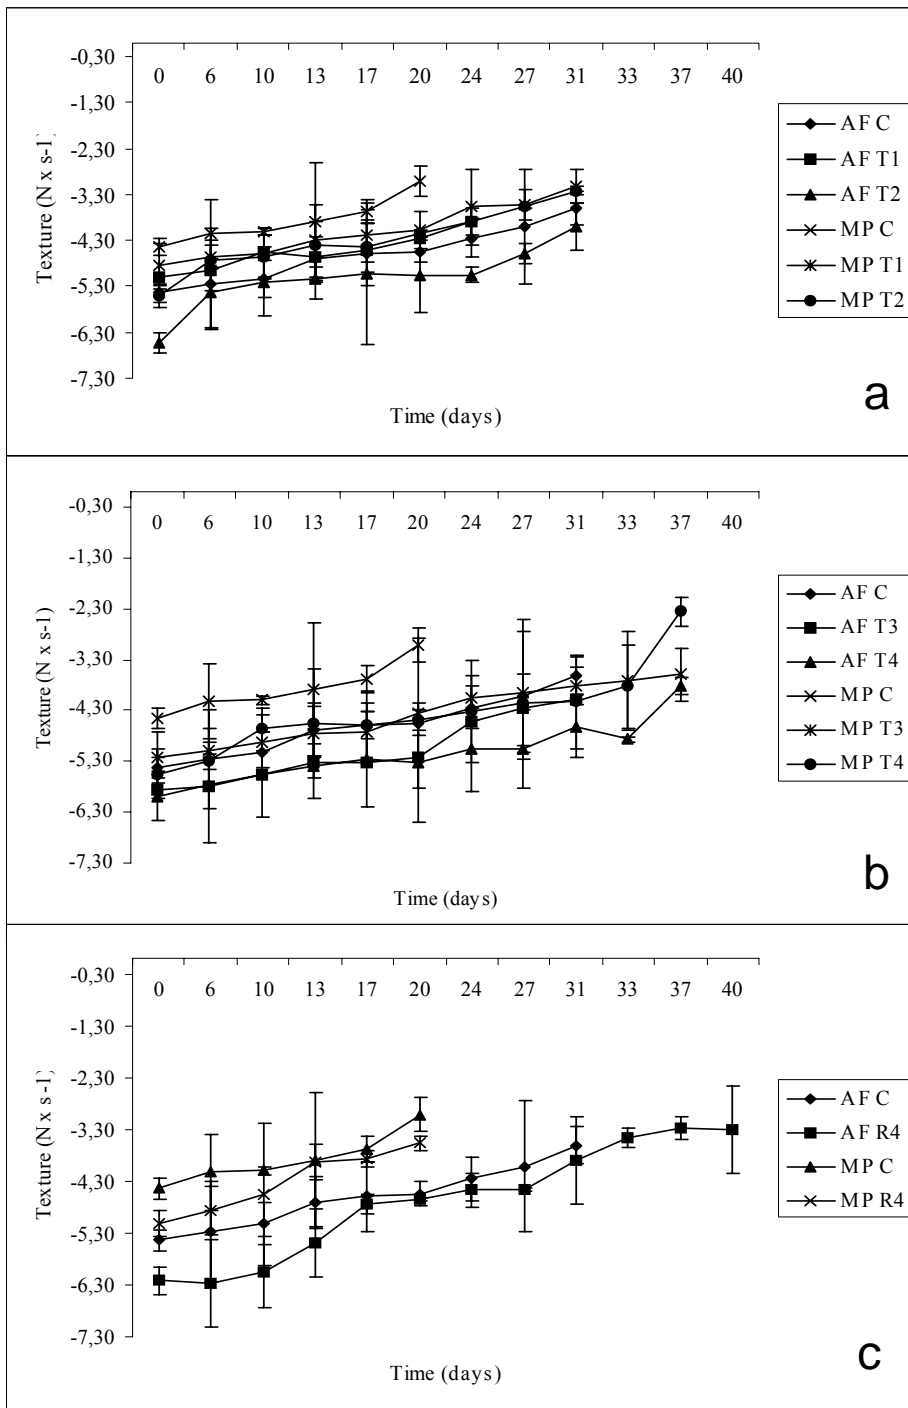 -0,30
0 6 10 13 17 20 24 27 31 33 37 40
-1,30
-2,30
-3,30
-4,30
-5,30
-6,30
-7,30
Texture (N x s-1)
Time (days)
AF C
AF T1
AF T2
MP C
MP T1
MP T2
a
-0,30
0 6 10 13 17 20 24 27 31 33 37 40
-1,30
-2,30
-3,30
-4,30
-5,30
-6,30
-7,30
Texture (N x s-1)
Time (days)
AF C
AF T3
AF T4
MP C
MP T3
MP T4
b
-0,30
0 6 10 13 17 20 24 27 31 33 37 40
-1,30
-2,30
-3,30
-4,30
-5,30
-6,30
-7,30
Texture (N x s-1)
Time (days)
AF C
AF R4
MP C
MP R4
c